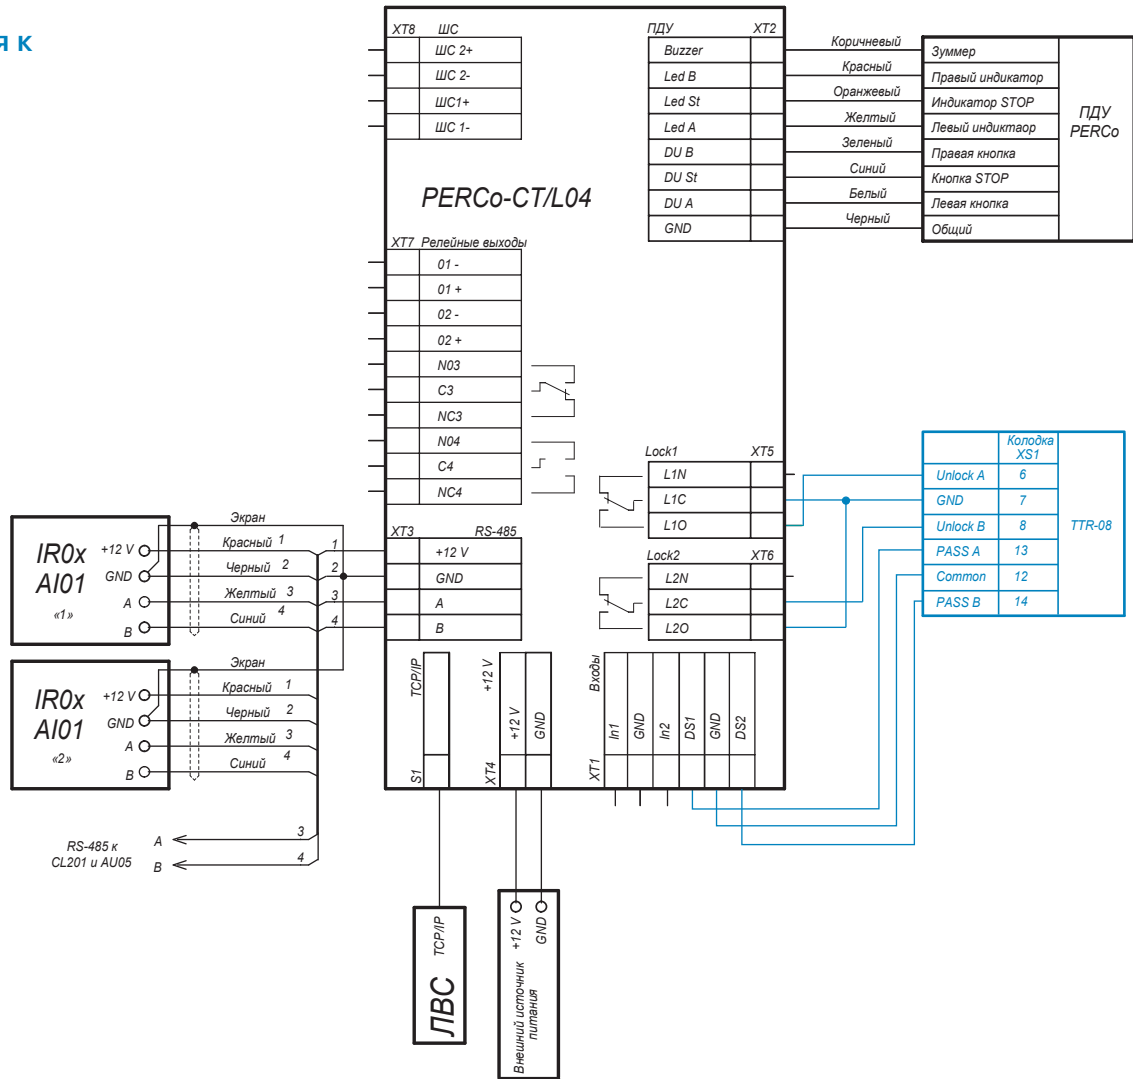 я к
XT8 ШС
ШС 2+
ШС 2-
ШС1+
ШС 1-
ПДУ XT2
Buzzer
Led B
Led St
Led A
DU B
DU St
DU A
GND
Коричневый
Красный
Оранжевый
Желтый
Зеленый
Синий
Белый
Черный
Зуммер
Правый индикатор
Индикатор STOP
Левый индиктаор
Правая кнопка
Кнопка STOP
Левая кнопка
Общий
ПДУ
PERCo
PERCo-CT/L04
XT7 Релейные выходы
01 -
01 +
02 -
02 +
N03
C3
NC3
N04
C4
NC4
Lock1 XT5
L1N
L1C
L1O
Lock2 XT6
L2N
L2C
L2O
Колодка
XS1
Unlock A 6
GND 7
Unlock B 8
PASS A 13
Common 12
PASS B 14
TTR-08
XT3 RS-485
+12 V
GND
A
B
IR0x
AI01
«1»
+12 V
GND
A
B
Экран
Красный 1 1
Черный 2 2
Желтый 3 3
Синий 4 4
IR0x
AI01
«2»
+12 V
GND
A
B
Экран
Красный 1
Черный 2
Желтый 3
Синий 4
RS-485 к
CL201 и AU05
A 3
B 4
S1 TCP/IP
XT4 +12 V
+12 V
GND
XT1 Входы
In1
GND
In2
DS1
GND
DS2
ЛВС TCP/IP
Внешний источник
питания
+12 V
GND